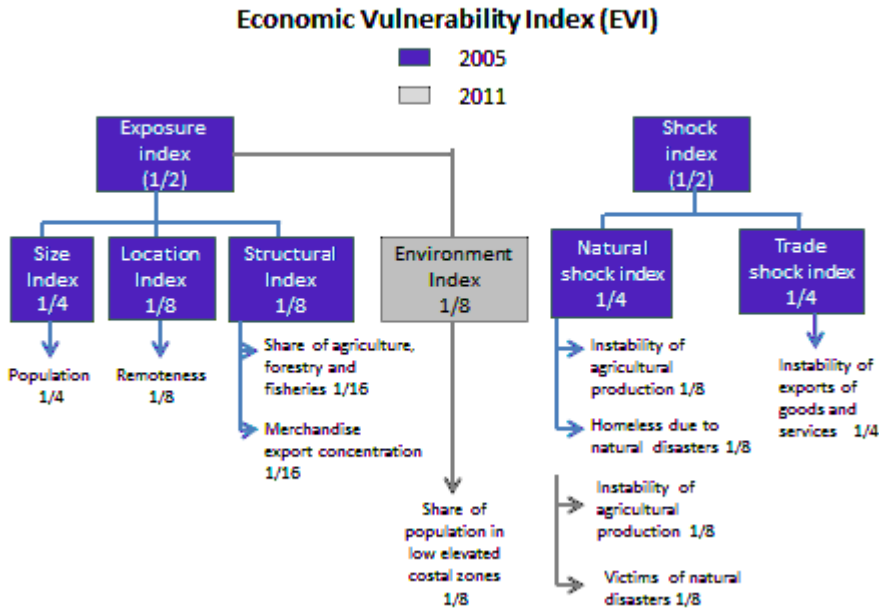 Economic Vulnerability Index (EVI)
2005
2011
Exposure
index
(1/2)
Shock
index
(1/2)
Size
Index
1/4
Location
Index
1/8
Structural
Index
1/8
Environment
Index
1/8
Natural
shock index
1/4
Trade
shock index
1/4
Population
1/4
Remoteness
1/8
Share of agriculture,
forestry and
fisheries 1/16
Merchandise
export concentration
1/16
Share of
population in
low elevated
costal zones
1/8
Instability of
agricultural
production 1/8
Homeless due to
natural disasters 1/8
Instability of
agricultural
production 1/8
Victims of natural
disasters 1/8
Instability of
exports of
goods and
services 1/4